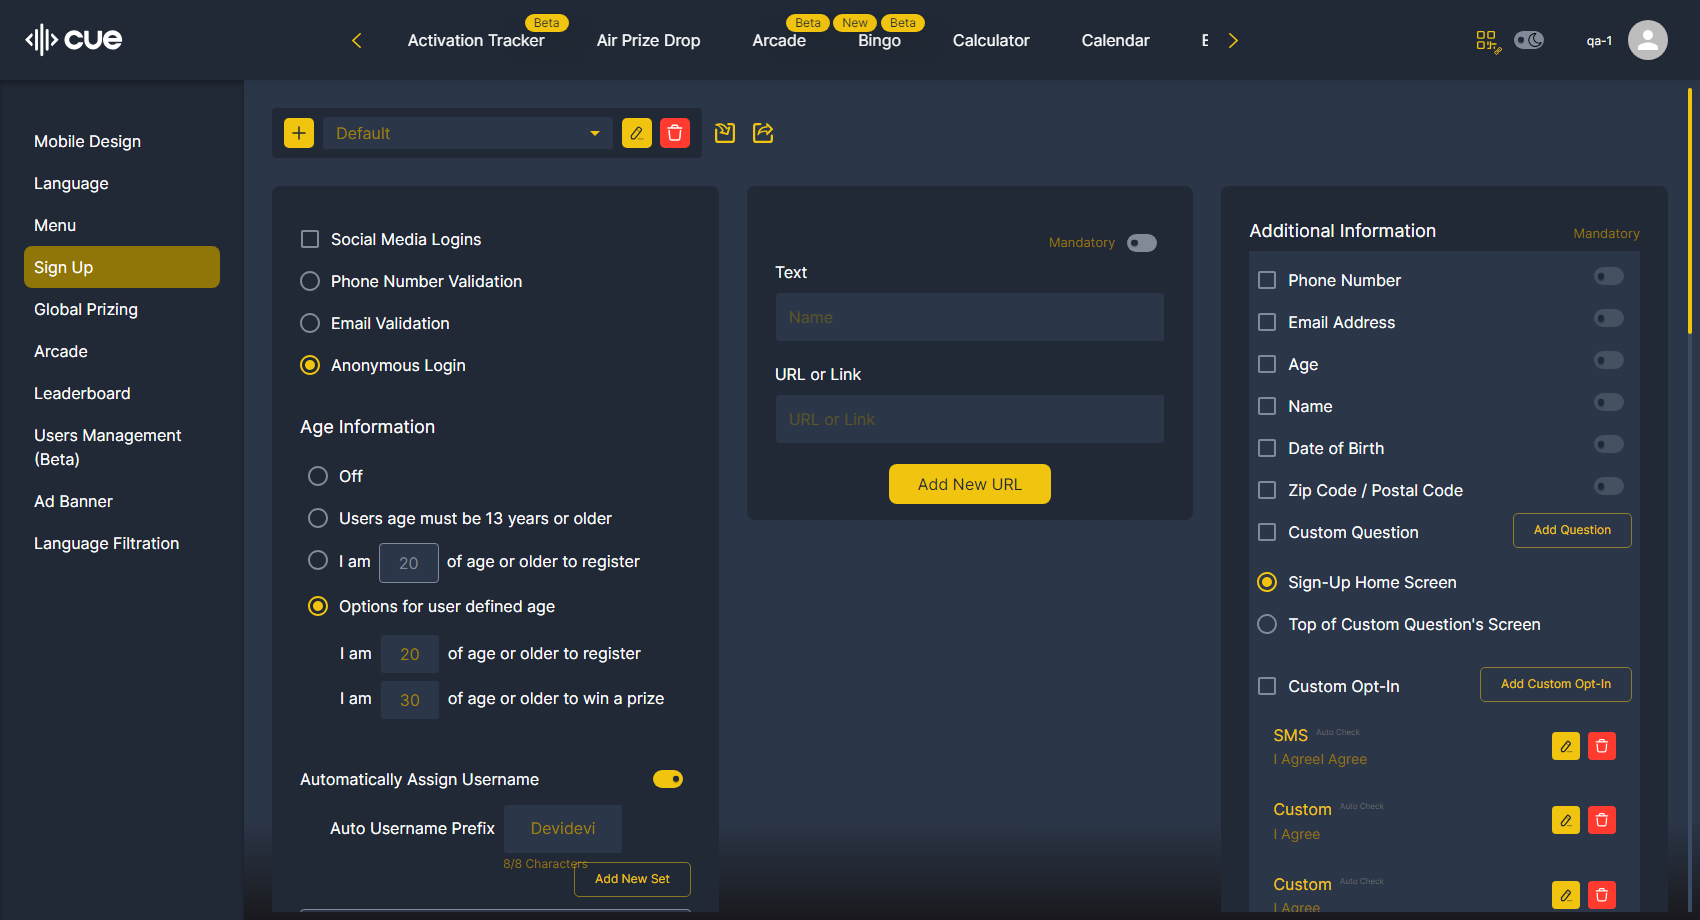 cue
Beta
Beta
New
Beta
Activation Tracker
Air Prize Drop
Arcade
Bingo
Calculator
Calendar
qa-1
Mobile Design
Language
Menu
Sign Up
Global Prizing
Arcade
Leaderboard
Users Management
(Beta)
Ad Banner
Language Filtration
Default
Social Media Logins
Phone Number Validation
Email Validation
Anonymous Login
Age Information
Off
Users age must be 13 years or older
I am 20 of age or older to register
Options for user defined age
I am 20 of age or older to register
I am 30 of age or older to win a prize
Automatically Assign Username
Auto Username Prefix Devidevi
8/8 Characters
Add New Set
Mandatory
Text
Name
URL or Link
URL or Link
Add New URL
Additional Information
Mandatory
Phone Number
Email Address
Age
Name
Date of Birth
Zip Code / Postal Code
Custom Question
Add Question
Sign-Up Home Screen
Top of Custom Question's Screen
Custom Opt-In
Add Custom Opt-In
SMS Auto Check
I AgreeI Agree
Custom Auto Check
I Agree
Custom Auto Check
I Agree